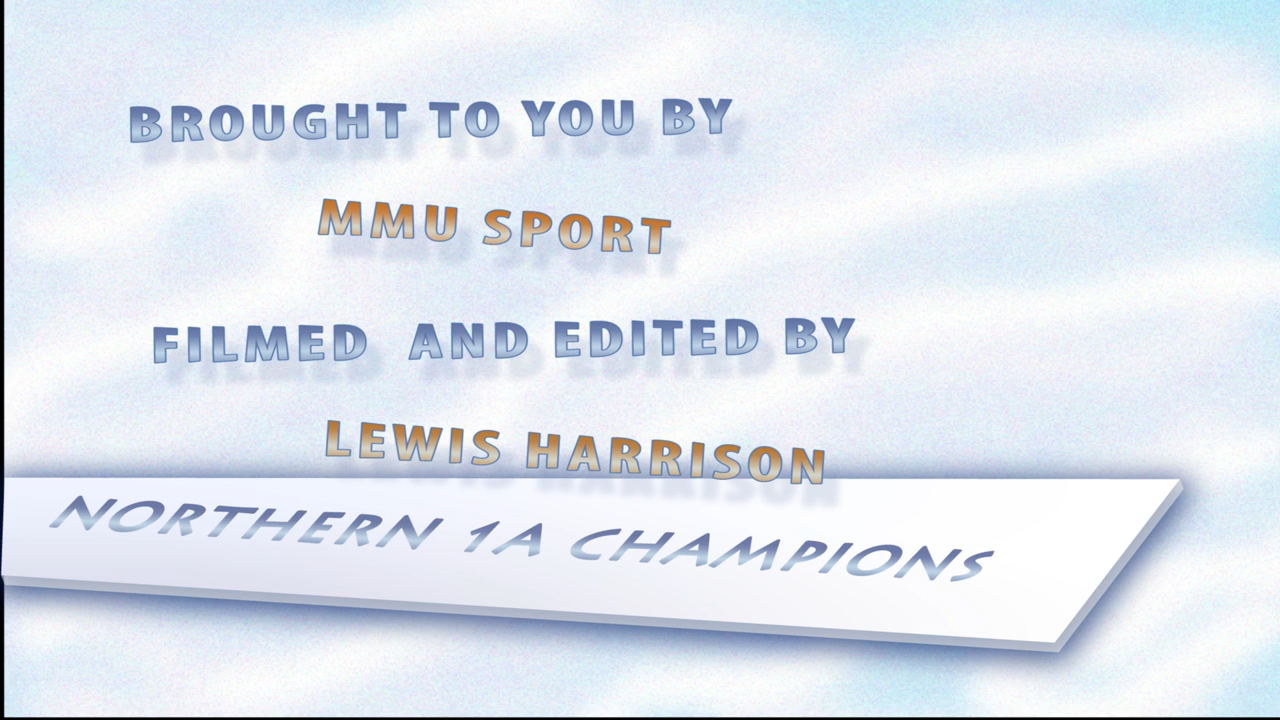 BROUGHT TO YOU BY
MMU SPORT
FILMED AND EDITED BY
LEWIS HARRISON
NORTHERN 1A CHAMPIONS